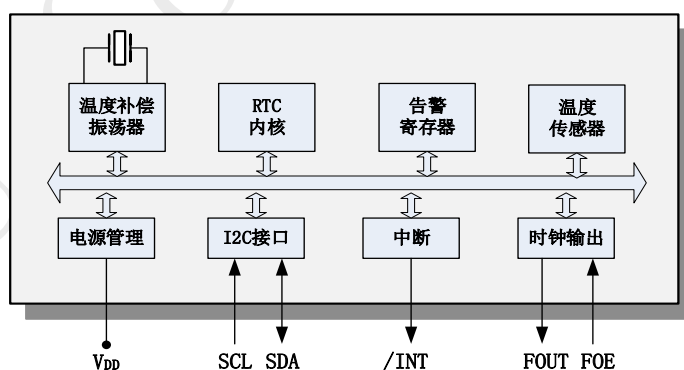 温度补偿
振荡器
RTC
内核
告警
寄存器
温度
传感器
电源管理
I2C接口
中断
时钟输出
VDD
SCL SDA
/INT
FOUT FOE